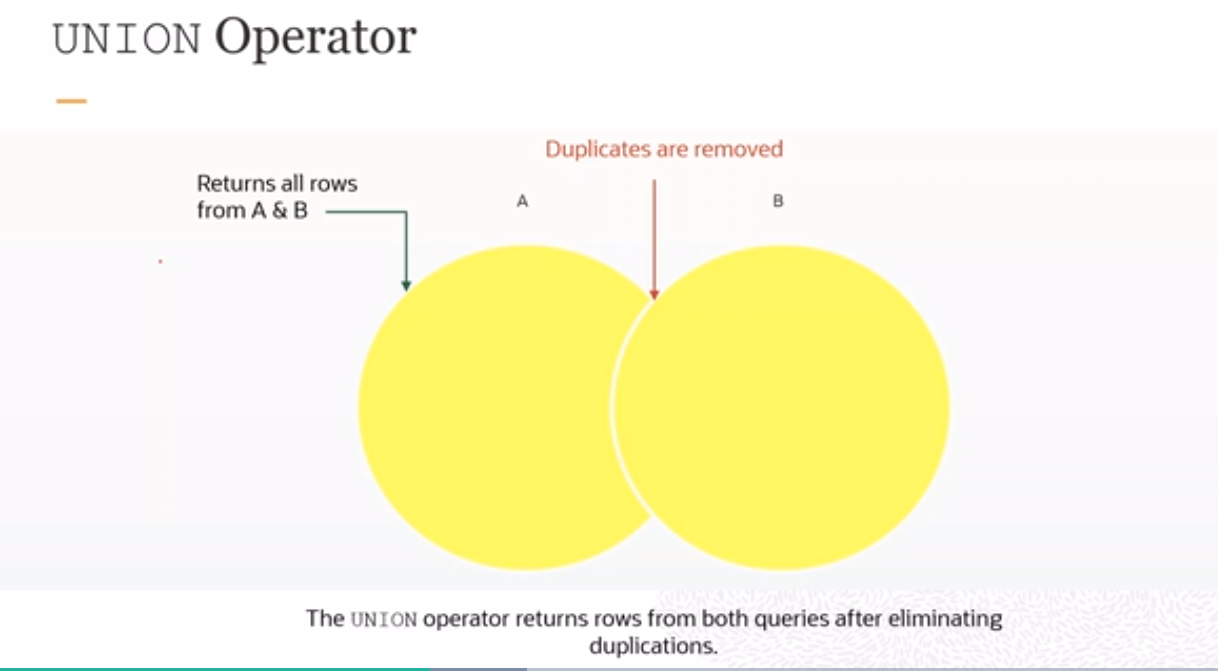 UNION Operator
Duplicates are removed
Returns all rows
from A & B
A
B
The UNION operator returns rows from both queries after eliminating
duplications.